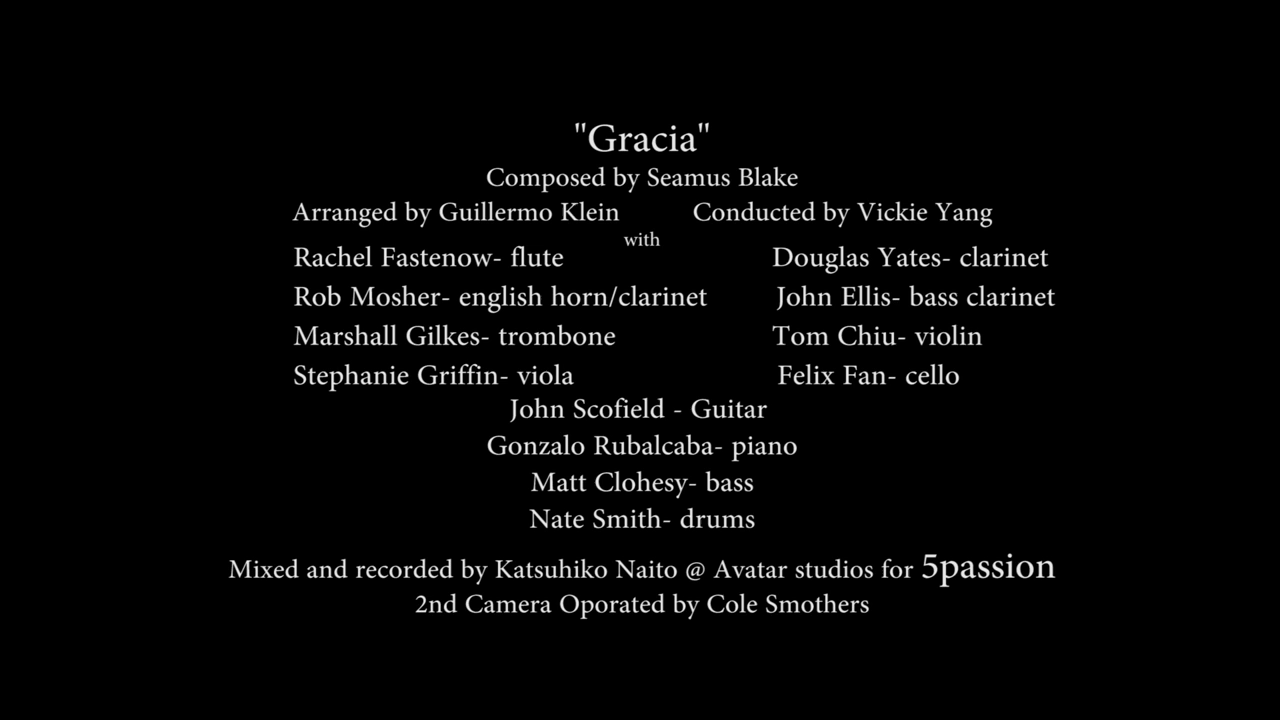 "Gracia"
Composed by Seamus Blake
Arranged by Guillermo Klein Conducted by Vickie Yang
with
Rachel Fastenow- flute Douglas Yates- clarinet
Rob Mosher- english horn/clarinet John Ellis- bass clarinet
Marshall Gilkes- trombone Tom Chiu- violin
Stephanie Griffin- viola Felix Fan- cello
John Scofield - Guitar
Gonzalo Rubalcaba- piano
Matt Clohesy- bass
Nate Smith- drums
Mixed and recorded by Katsuhiko Naito @ Avatar studios for 5passion
2nd Camera Oporated by Cole Smothers